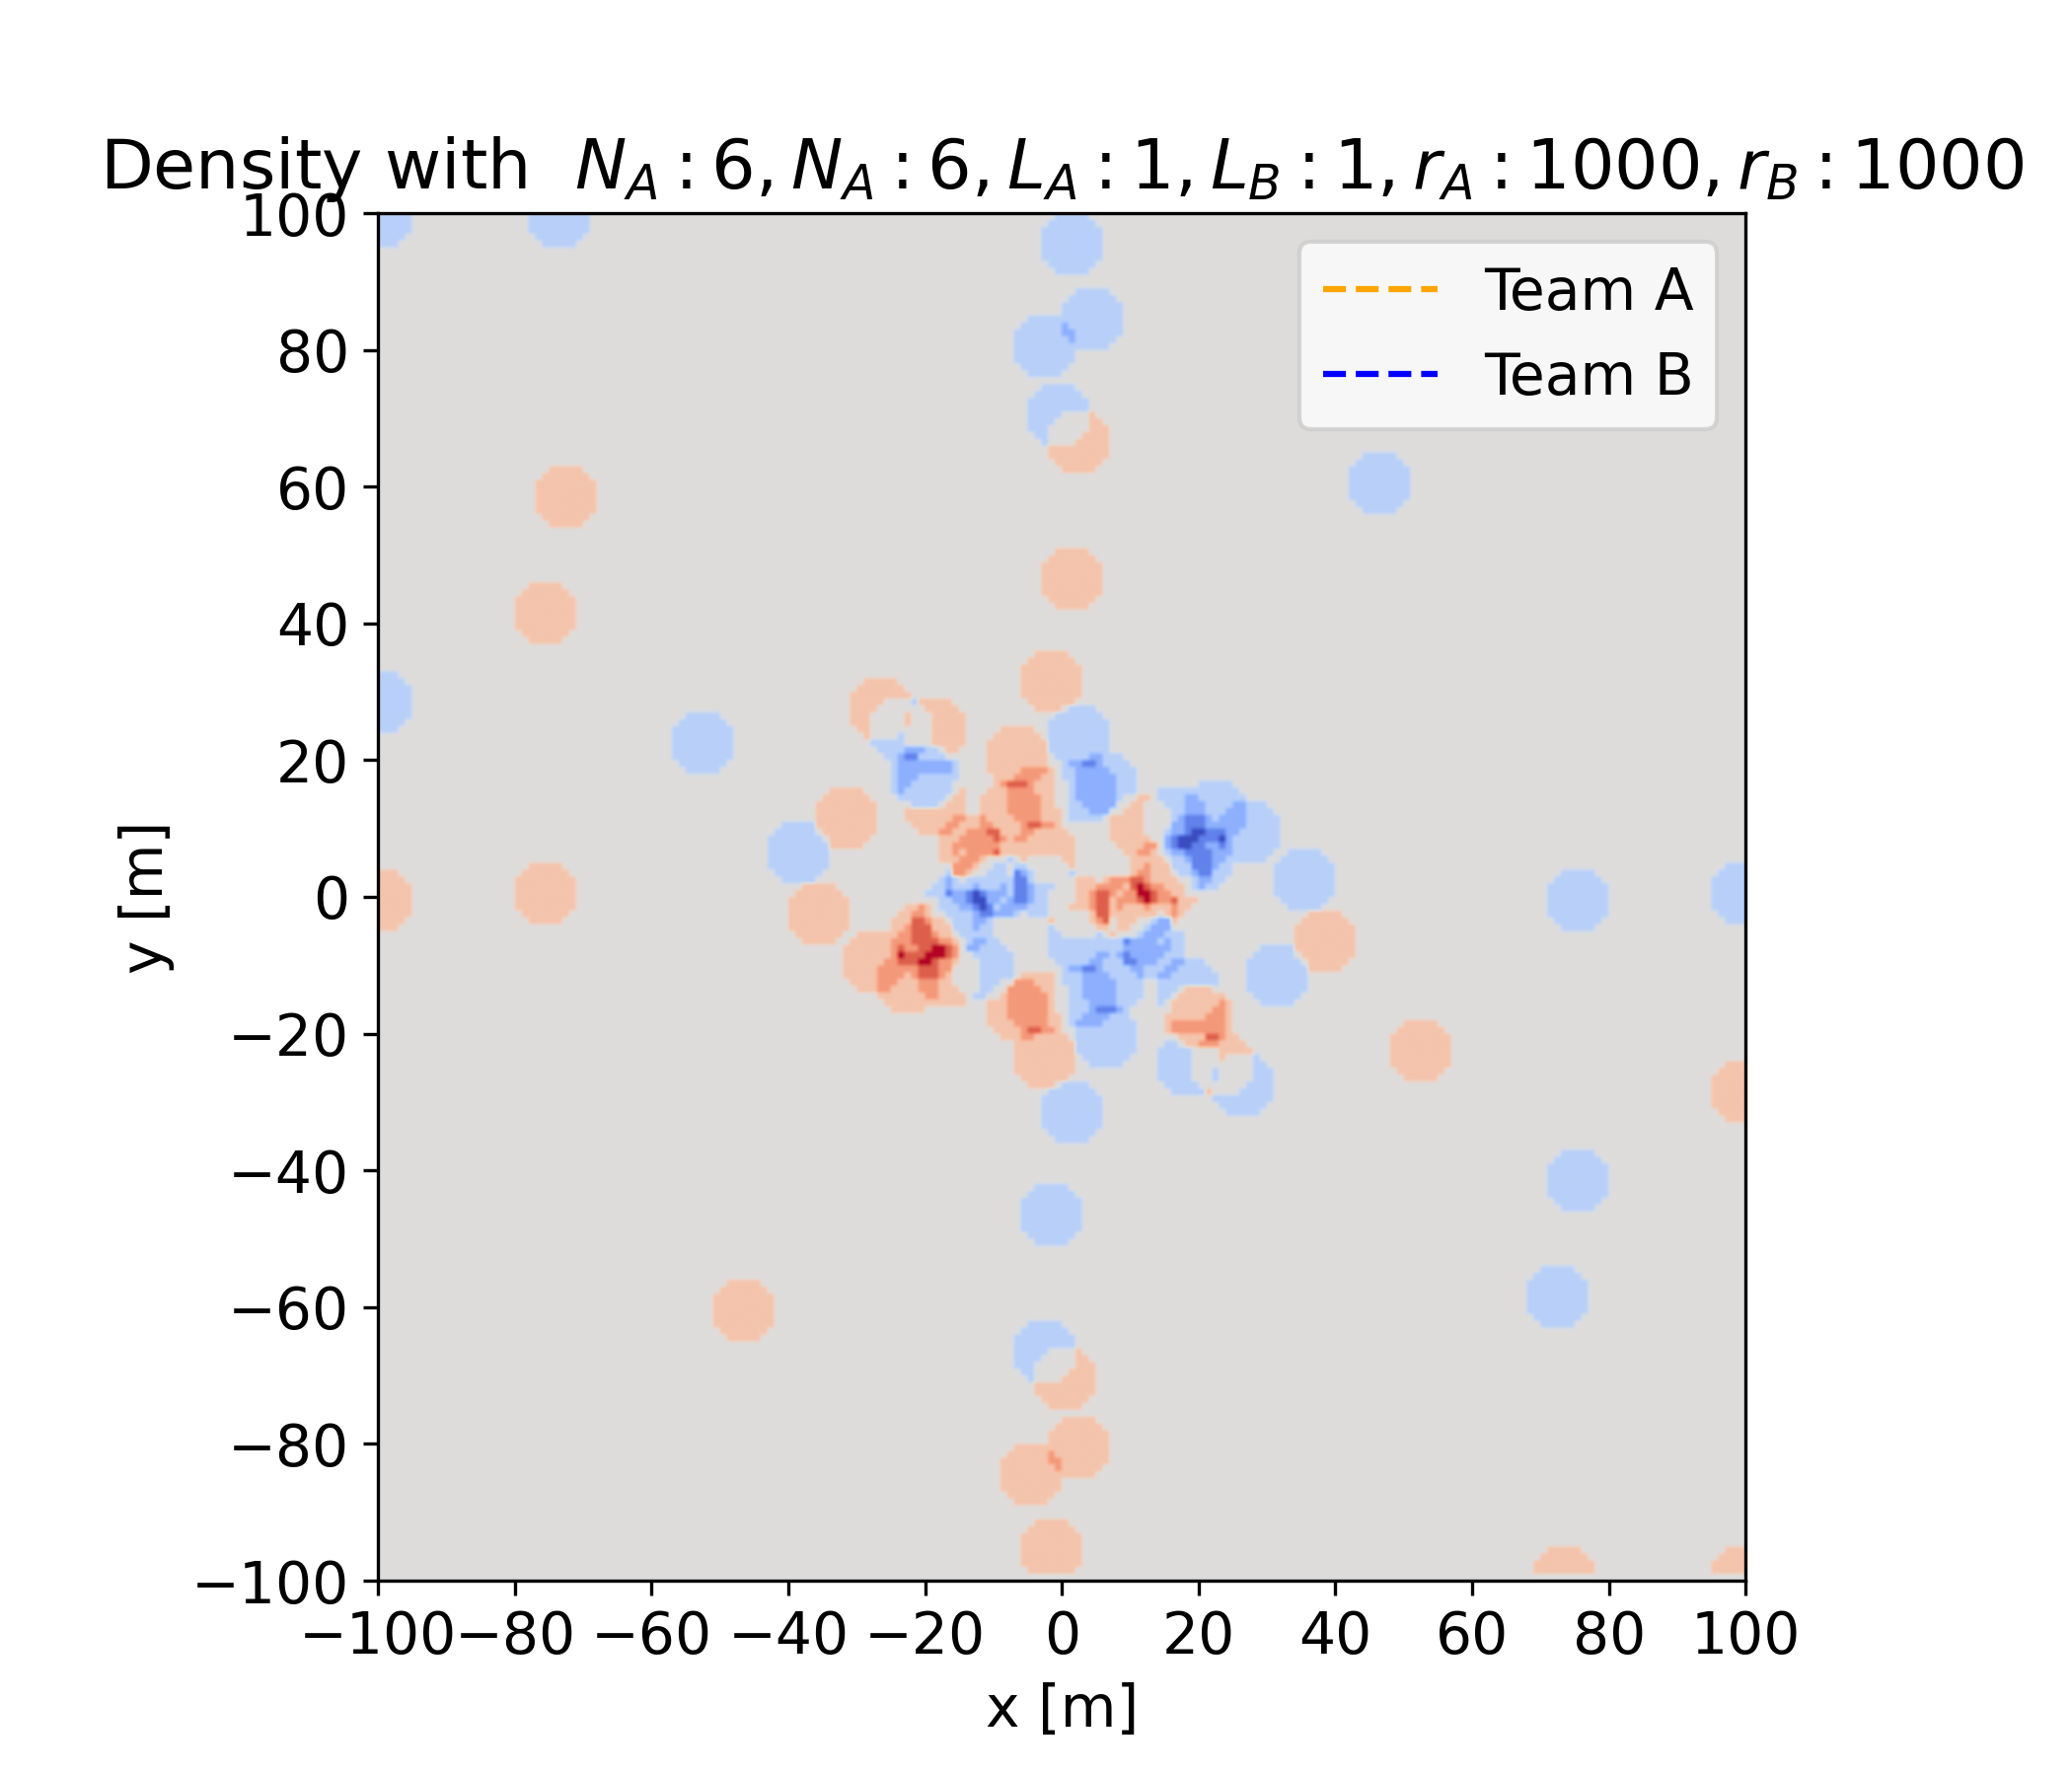 Density with N_A : 6, N_A : 6, L_A : 1, L_B : 1, r_A : 1000, r_B : 1000
Team A
Team B
100
80
60
40
20
0
−20
−40
−60
−80
−100
y [m]
−100 −80 −60 −40 −20 0 20 40 60 80 100
x [m]